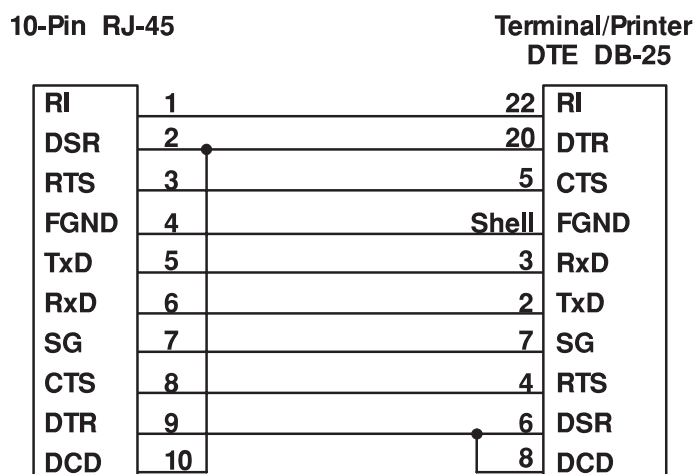 10-Pin RJ-45 Terminal/Printer
DTE DB-25
RI 1 22 RI
DSR 2 20 DTR
RTS 3 5 CTS
FGND 4 Shell FGND
TxD 5 3 RxD
RxD 6 2 TxD
SG 7 7 SG
CTS 8 4 RTS
DTR 9 6 DSR
DCD 10 8 DCD